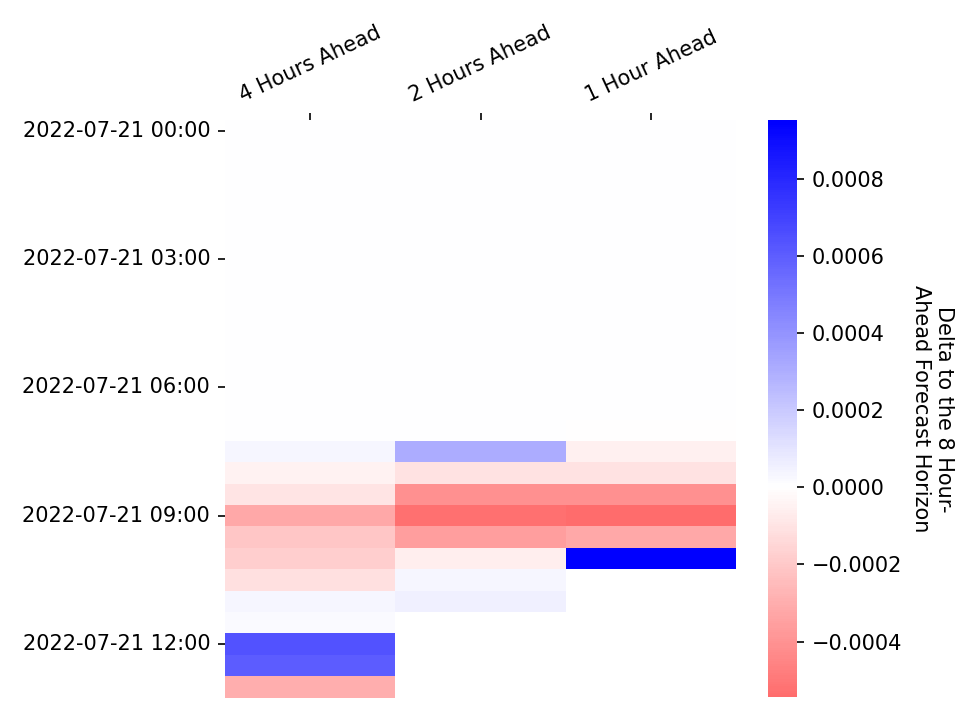 4 Hours Ahead
2 Hours Ahead
1 Hour Ahead
2022-07-21 00:00
2022-07-21 03:00
2022-07-21 06:00
2022-07-21 09:00
2022-07-21 12:00
0.0008
0.0006
0.0004
0.0002
0.0000
−0.0002
−0.0004
Delta to the 8 Hour-
Ahead Forecast Horizon